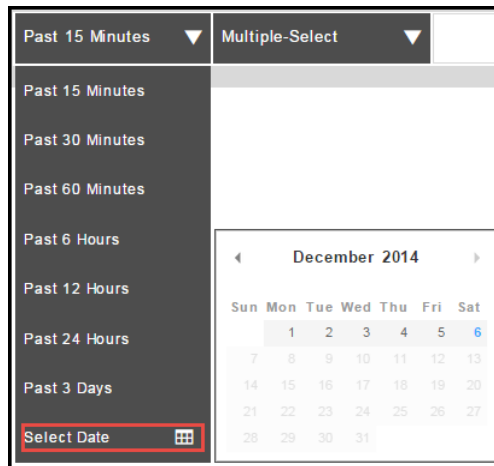 Past 15 Minutes Multiple-Select
Past 15 Minutes
Past 30 Minutes
Past 60 Minutes
Past 6 Hours
Past 12 Hours
Past 24 Hours
Past 3 Days
Select Date
December 2014
Sun Mon Tue Wed Thu Fri Sat
1 2 3 4 5 6
7 8 9 10 11 12 13
14 15 16 17 18 19 20
21 22 23 24 25 26 27
28 29 30 31